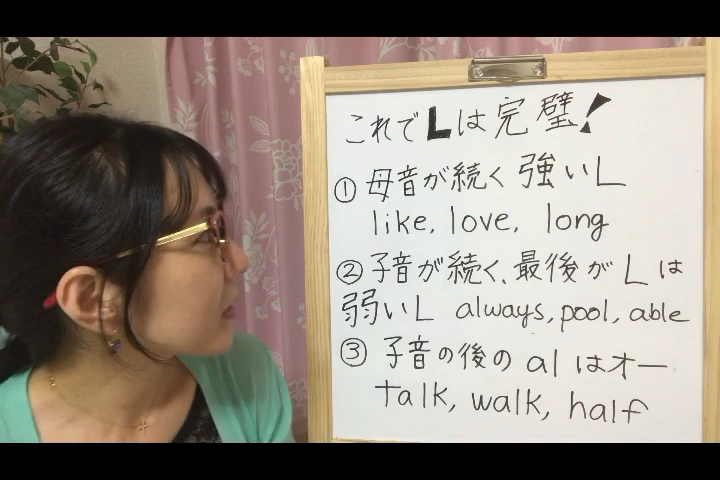 これでLは完璧!
① 母音が続く 強いL
like, love, long
② 子音が続く、最後がLは
弱いL always, pool, able
③ 子音の後の alはオー
talk, walk, half